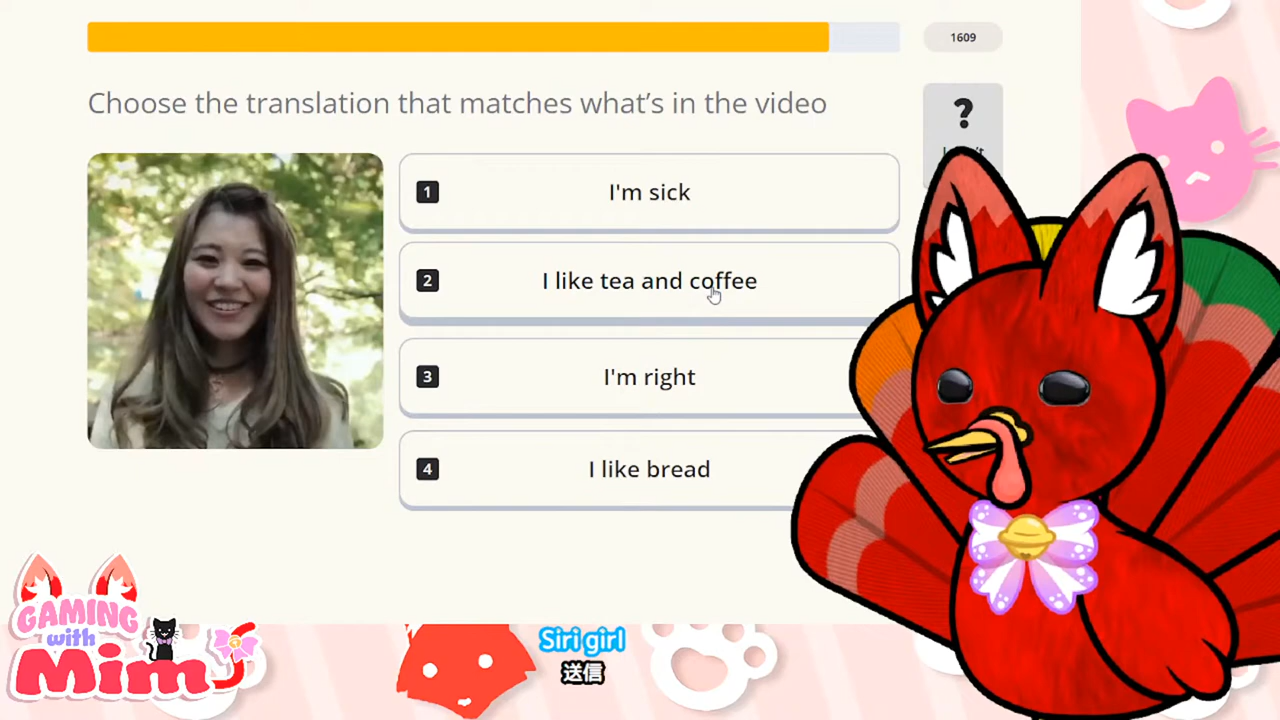 1609
Choose the translation that matches what's in the video
?
1 I'm sick
2 I like tea and coffee
3 I'm right
4 I like bread
GAMING
with
Mim
Siri girl
送信